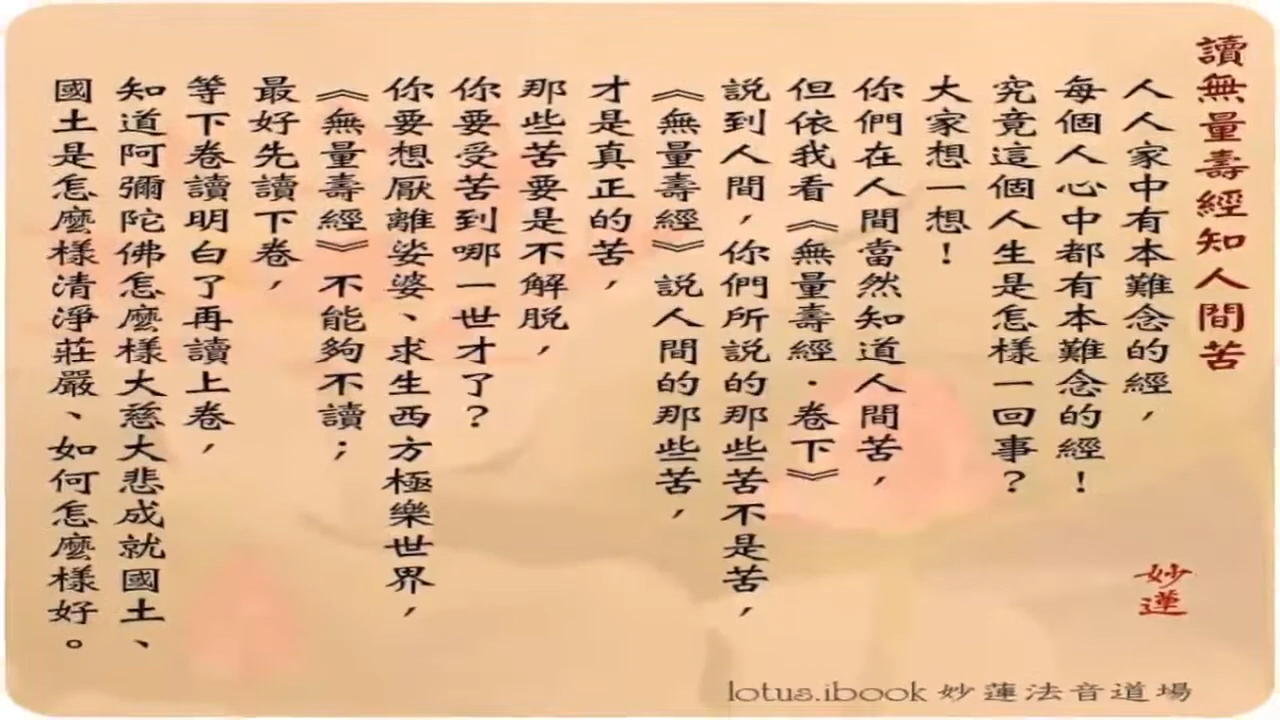 讀無量壽經知人間苦
人人家中有本難念的經，
每個人心中都有本難念的經！
究竟這個人生是怎樣一回事？
大家想一想！
你們在人間當然知道人間苦，
但依我看《無量壽經．卷下》
說到人間，你們所說的那些苦不是苦，
《無量壽經》說人間的那些苦，
才是真正的苦，
那些苦要是不解脫，
你要受苦到哪一世才了？
你要想厭離娑婆、求生西方極樂世界，
《無量壽經》不能夠不讀；
最好先讀下卷，
等下卷讀明白了再讀上卷，
知道阿彌陀佛怎麼樣大慈大悲成就國土、
國土是怎麼樣清淨莊嚴、如何怎麼樣好。
妙蓮
lotus.ibook 妙蓮法音道場